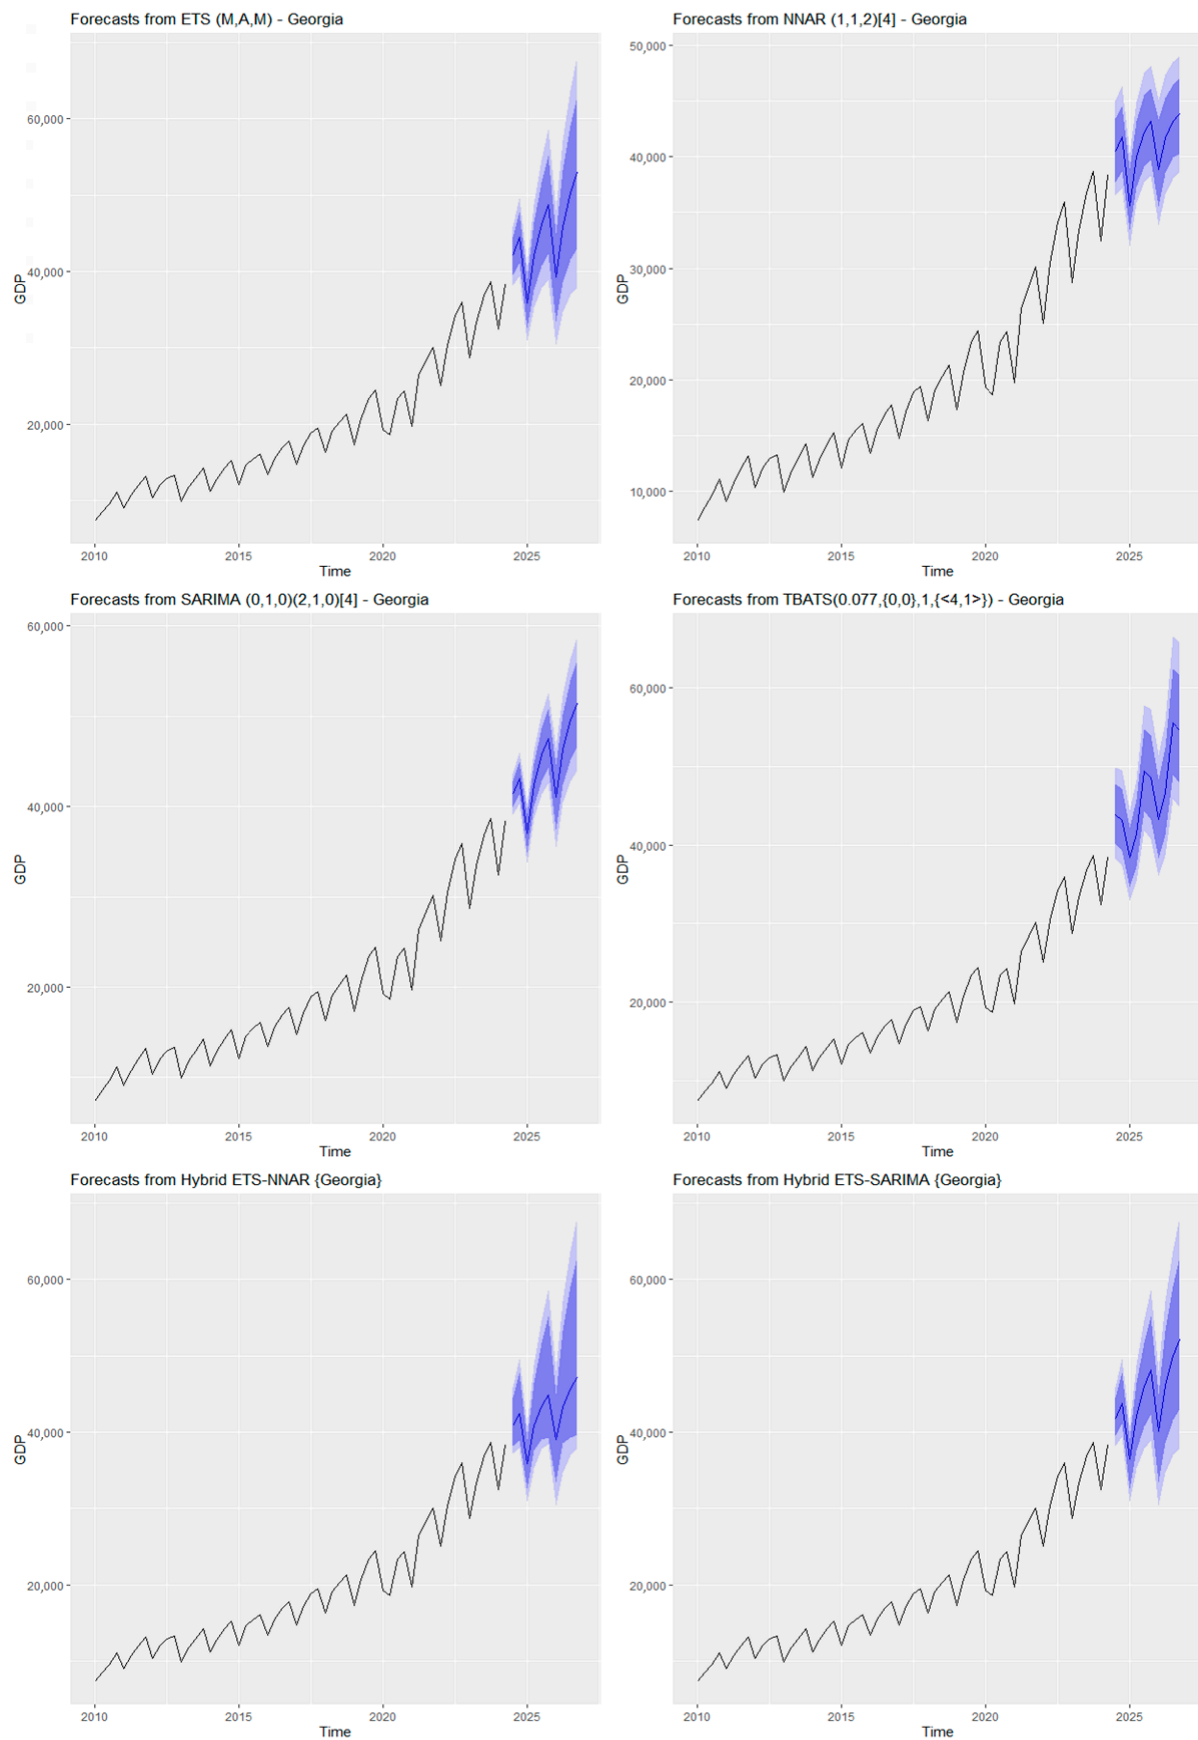 Forecasts from ETS (M,A,M) - Georgia
60,000
40,000
20,000
GDP
2010 2015 2020 2025
Time
Forecasts from NNAR (1,1,2)[4] - Georgia
50,000
40,000
30,000
20,000
10,000
GDP
2010 2015 2020 2025
Time
Forecasts from SARIMA (0,1,0)(2,1,0)[4] - Georgia
60,000
40,000
20,000
GDP
2010 2015 2020 2025
Time
Forecasts from TBATS(0.077,{0,0},1,{<4,1>}) - Georgia
60,000
40,000
20,000
GDP
2010 2015 2020 2025
Time
Forecasts from Hybrid ETS-NNAR {Georgia}
60,000
40,000
20,000
GDP
2010 2015 2020 2025
Time
Forecasts from Hybrid ETS-SARIMA {Georgia}
60,000
40,000
20,000
GDP
2010 2015 2020 2025
Time